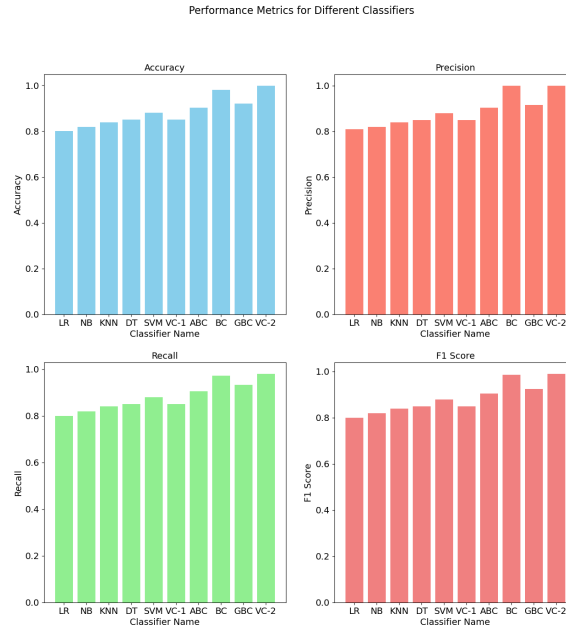 Performance Metrics for Different Classifiers
Accuracy
Accuracy
1.0
0.8
0.6
0.4
0.2
0.0
LR NB KNN DT SVM VC-1 ABC BC GBC VC-2
Classifier Name
Precision
Precision
1.0
0.8
0.6
0.4
0.2
0.0
LR NB KNN DT SVM VC-1 ABC BC GBC VC-2
Classifier Name
Recall
Recall
1.0
0.8
0.6
0.4
0.2
0.0
LR NB KNN DT SVM VC-1 ABC BC GBC VC-2
Classifier Name
F1 Score
F1 Score
1.0
0.8
0.6
0.4
0.2
0.0
LR NB KNN DT SVM VC-1 ABC BC GBC VC-2
Classifier Name